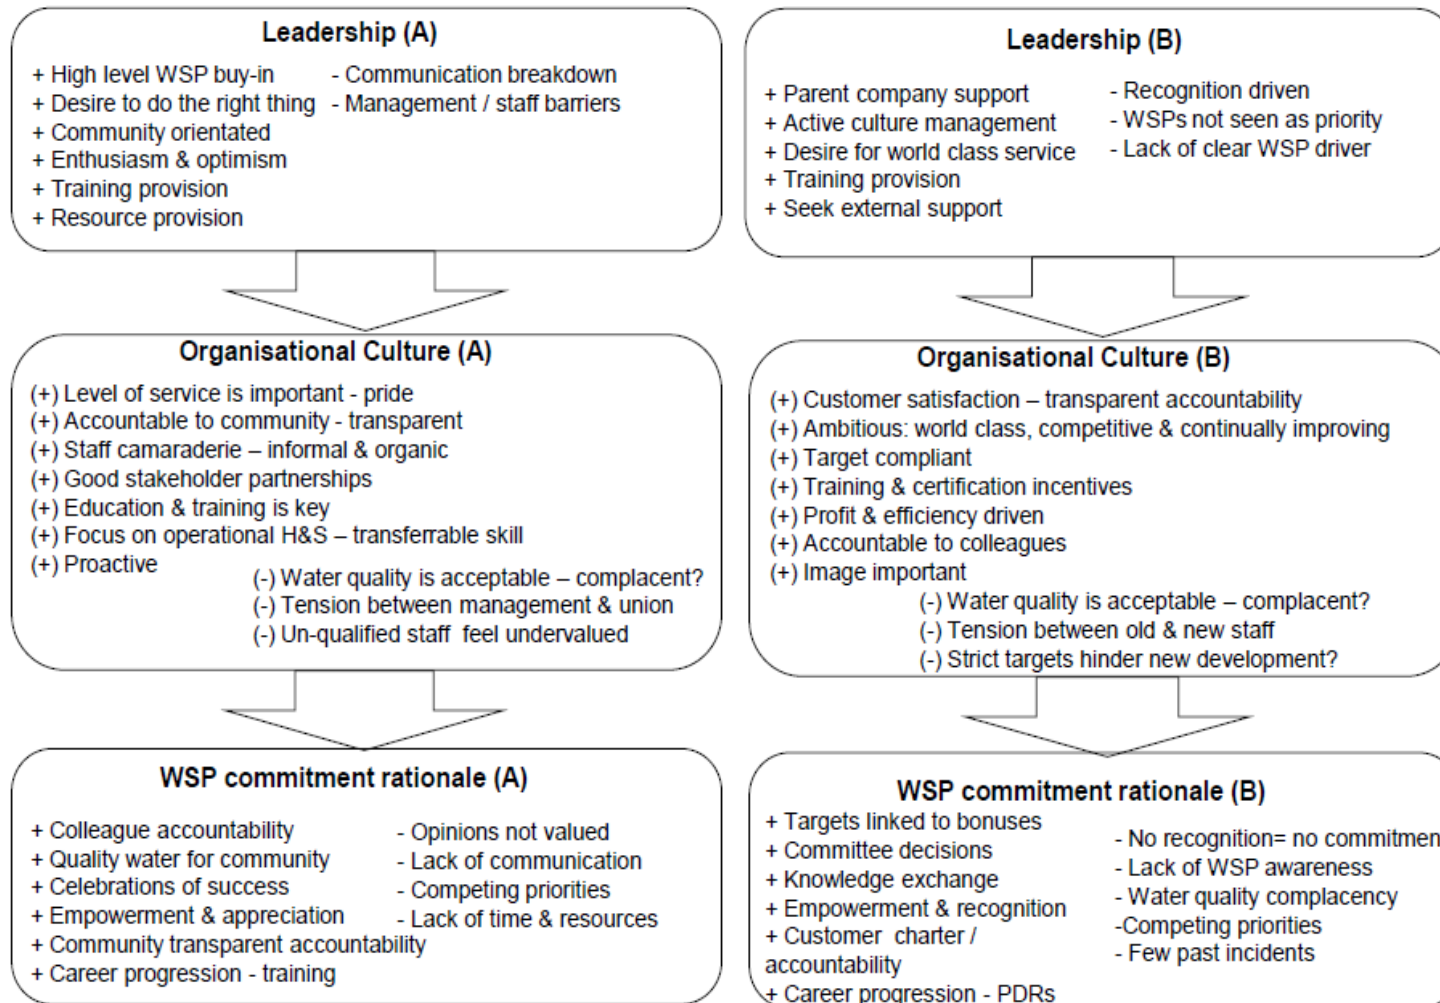 Leadership (A)
+ High level WSP buy-in
+ Desire to do the right thing
+ Community orientated
+ Enthusiasm & optimism
+ Training provision
+ Resource provision
- Communication breakdown
- Management / staff barriers
Leadership (B)
+ Parent company support
+ Active culture management
+ Desire for world class service
+ Training provision
+ Seek external support
- Recognition driven
- WSPs not seen as priority
- Lack of clear WSP driver
Organisational Culture (A)
(+) Level of service is important - pride
(+) Accountable to community - transparent
(+) Staff camaraderie – informal & organic
(+) Good stakeholder partnerships
(+) Education & training is key
(+) Focus on operational H&S – transferrable skill
(+) Proactive
(-) Water quality is acceptable – complacent?
(-) Tension between management & union
(-) Un-qualified staff feel undervalued
Organisational Culture (B)
(+) Customer satisfaction – transparent accountability
(+) Ambitious: world class, competitive & continually improving
(+) Target compliant
(+) Training & certification incentives
(+) Profit & efficiency driven
(+) Accountable to colleagues
(+) Image important
(-) Water quality is acceptable – complacent?
(-) Tension between old & new staff
(-) Strict targets hinder new development?
WSP commitment rationale (A)
+ Colleague accountability
+ Quality water for community
+ Celebrations of success
+ Empowerment & appreciation
+ Community transparent accountability
+ Career progression - training
- Opinions not valued
- Lack of communication
- Competing priorities
- Lack of time & resources
WSP commitment rationale (B)
+ Targets linked to bonuses
+ Committee decisions
+ Knowledge exchange
+ Empowerment & recognition
+ Customer charter /
accountability
+ Career progression - PDRs
- No recognition= no commitmen
- Lack of WSP awareness
- Water quality complacency
-Competing priorities
- Few past incidents